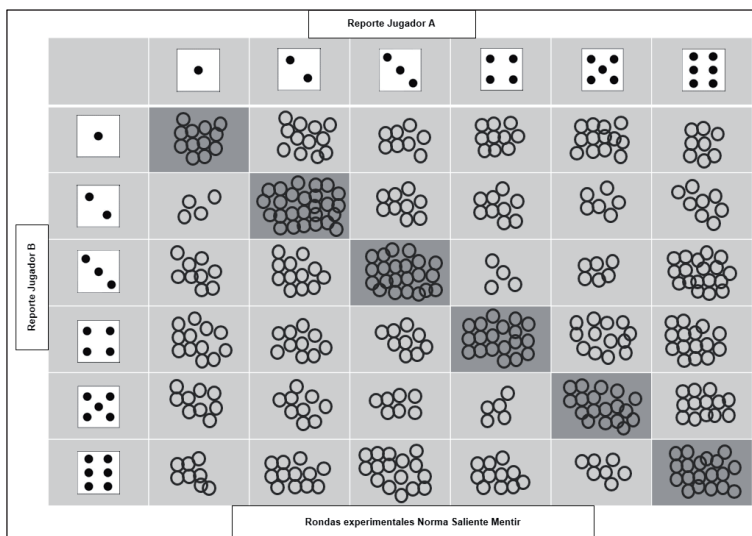 Reporte Jugador A
Reporte Jugador B
Rondas experimentales Norma Saliente Mentir